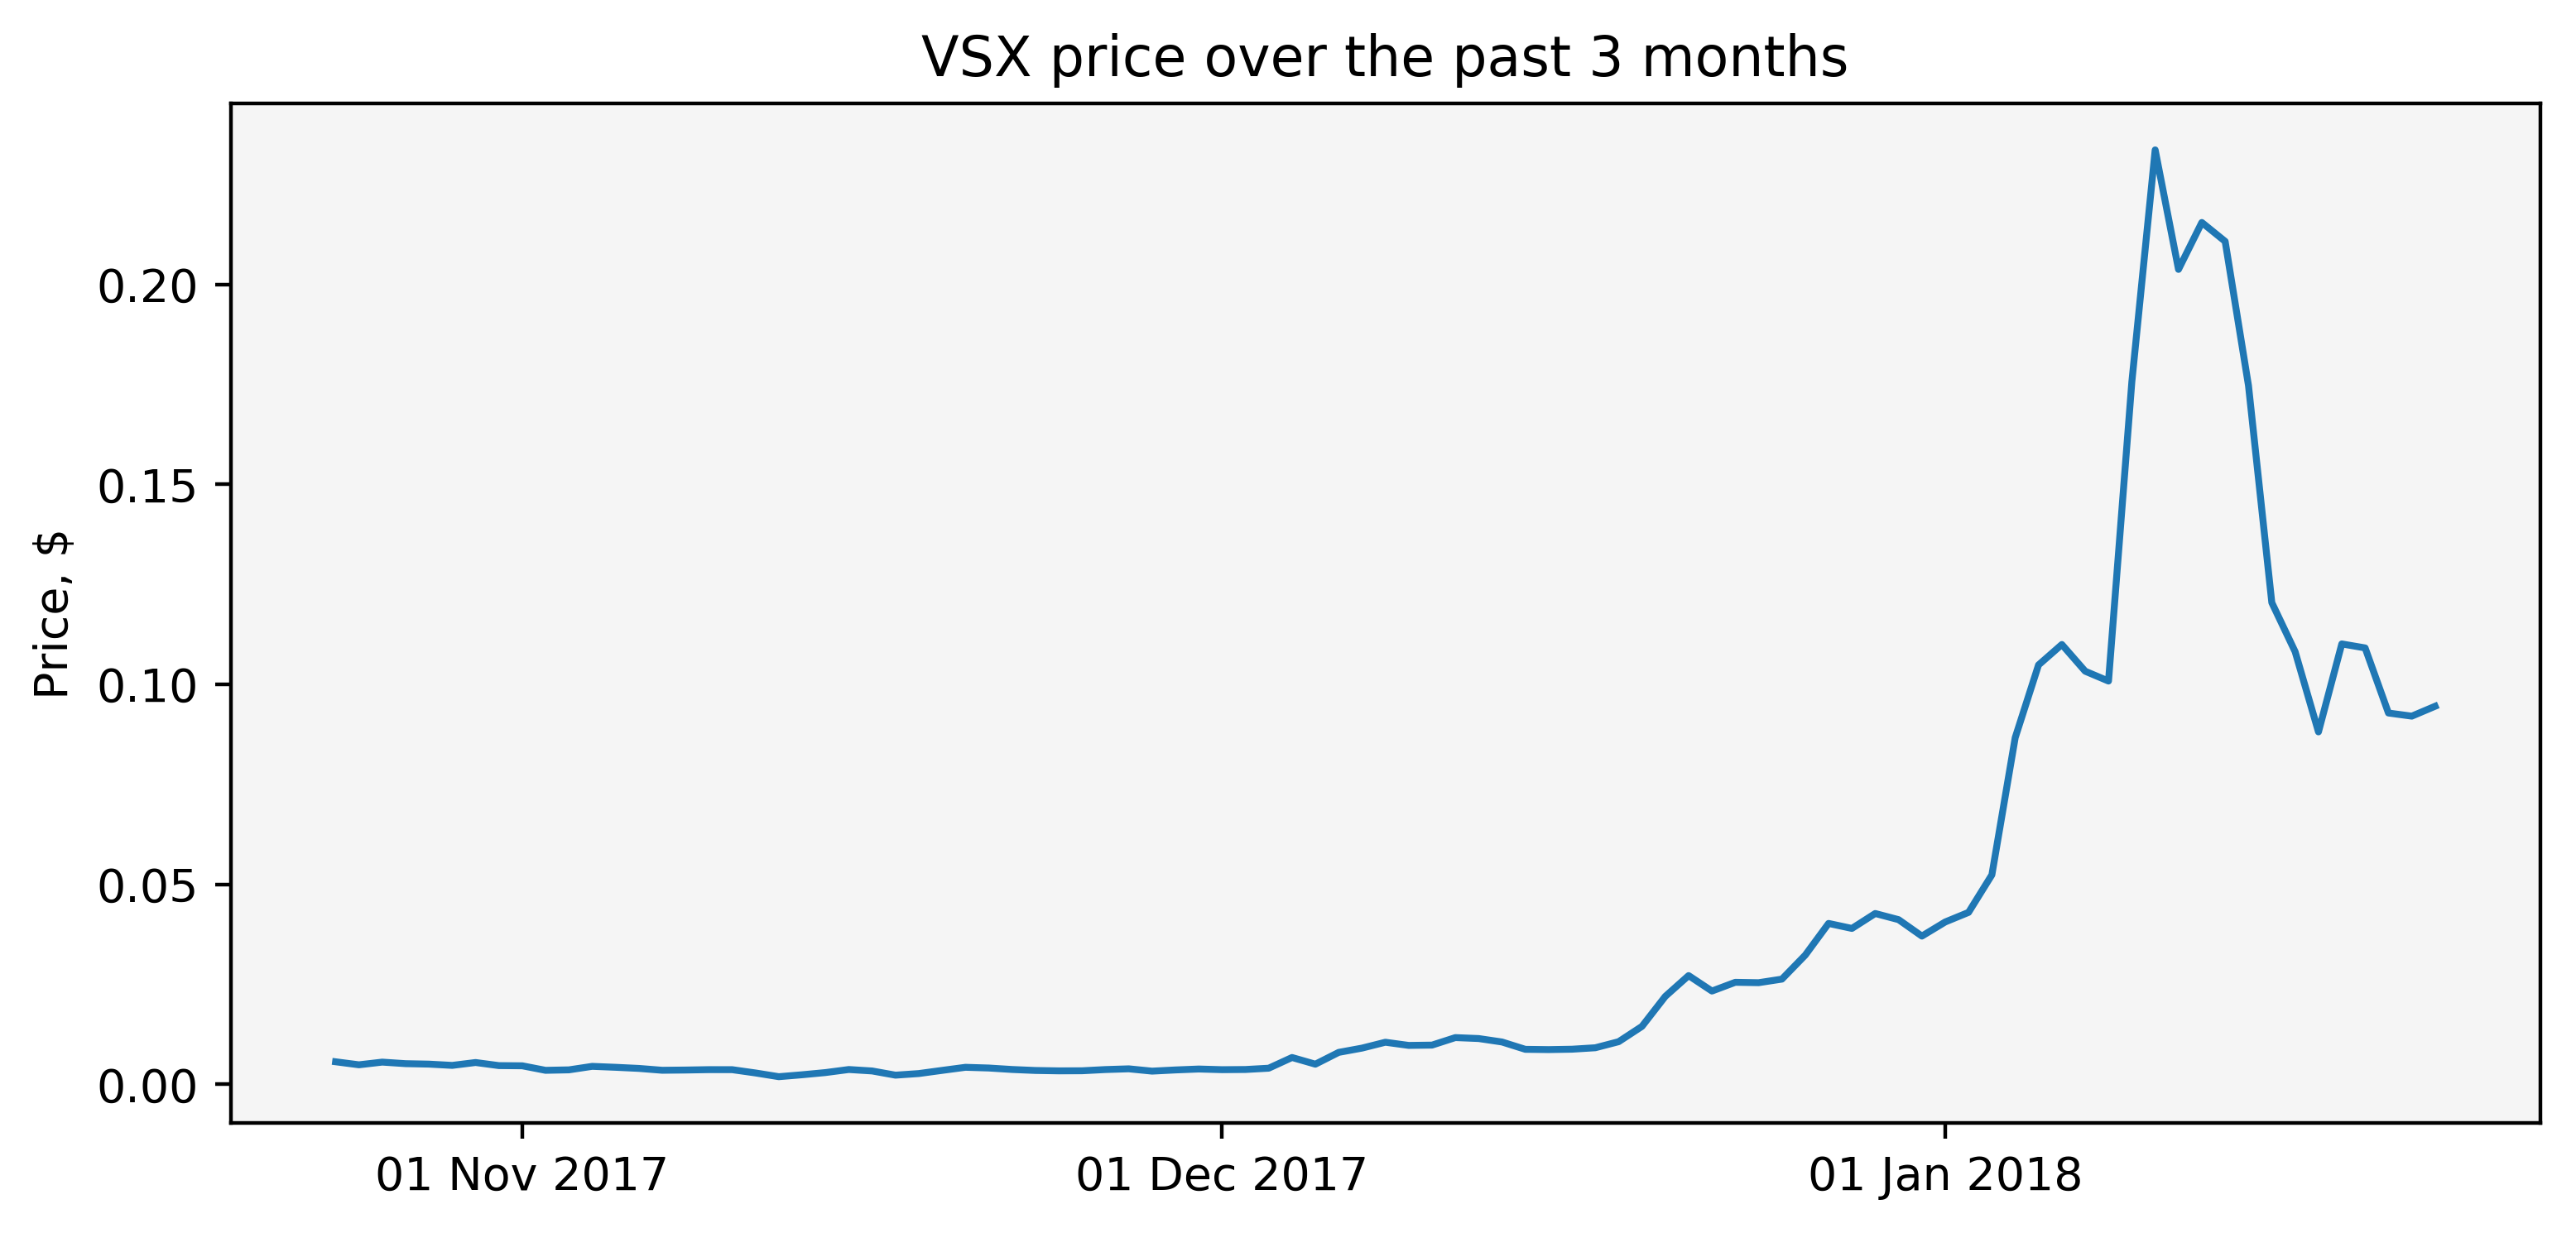 VSX price over the past 3 months
Price, $
0.20
0.15
0.10
0.05
0.00
01 Nov 2017
01 Dec 2017
01 Jan 2018